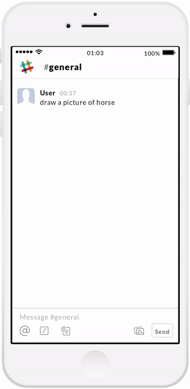 01:03
100%
#general
User 00:57
draw a picture of horse
Message #general
Send